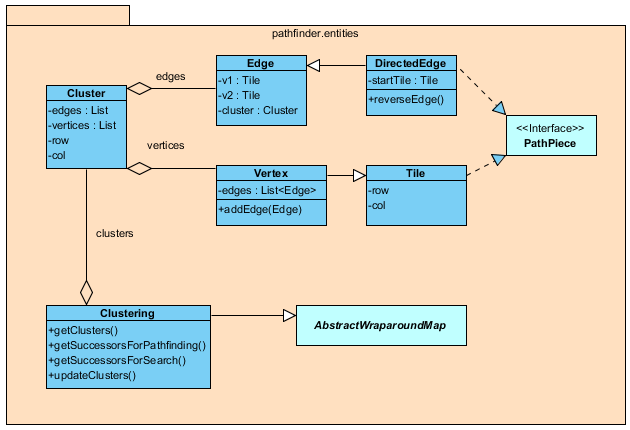 pathfinder.entities
Edge
-v1 : Tile
-v2 : Tile
-cluster : Cluster
DirectedEdge
-startTile : Tile
+reverseEdge()
edges
Cluster
-edges : List
-vertices : List
-row
-col
<<Interface>>
PathPiece
vertices
Vertex
-edges : List<Edge>
+addEdge(Edge)
Tile
-row
-col
clusters
Clustering
+getClusters()
+getSuccessorsForPathfinding()
+getSuccessorsForSearch()
+updateClusters()
AbstractWraparoundMap